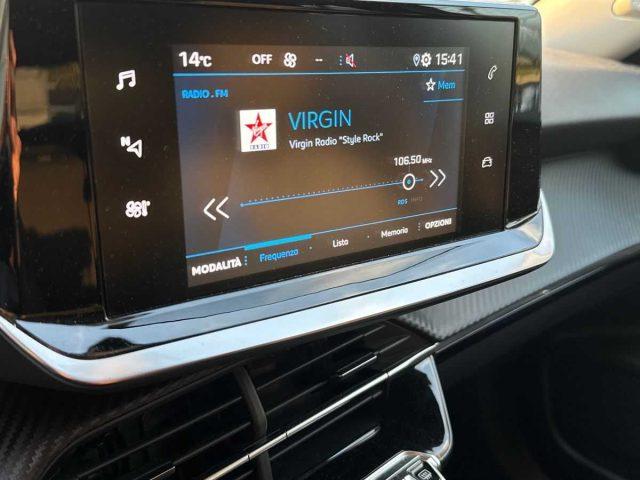 14°C OFF -- 15:41
RADIO . FM
Mem
VIRGIN
Virgin Radio "Style Rock"
RADIO
106.50 MHz
RDS
MODALITÀ
Frequenza
Lista
Memoria
OPZIONI
N